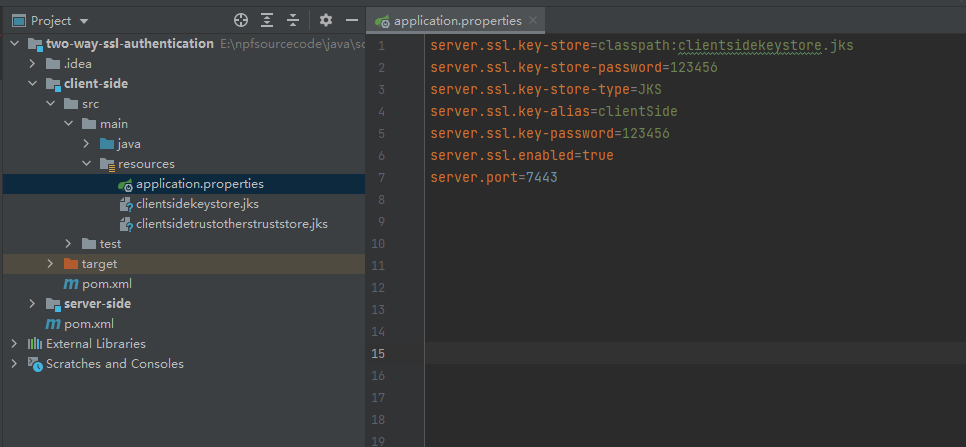 Project
two-way-ssl-authentication E:\npfsourcecode\java\sc
.idea
client-side
src
main
java
resources
application.properties
clientsidekeystore.jks
clientsidetrustotherstruststore.jks
test
target
pom.xml
server-side
pom.xml
External Libraries
Scratches and Consoles
application.properties
1 server.ssl.key-store=classpath:clientsidekeystore.jks
2 server.ssl.key-store-password=123456
3 server.ssl.key-store-type=JKS
4 server.ssl.key-alias=clientSide
5 server.ssl.key-password=123456
6 server.ssl.enabled=true
7 server.port=7443
8
9
10
11
12
13
14
15
16
17
18
19